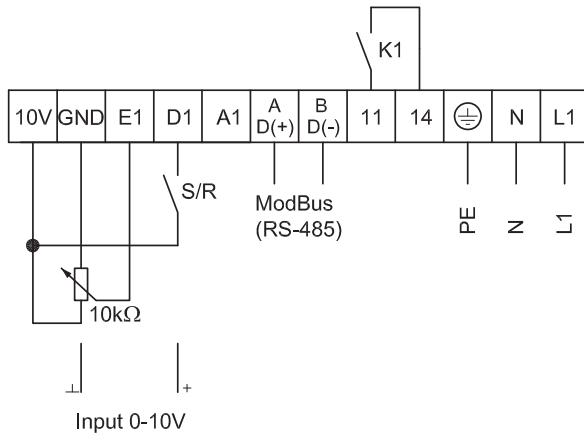 K1
10V GND E1 D1 A1 A D(+) B D(-) 11 14 N L1
S/R
ModBus
(RS-485)
PE N L1
10kΩ
⊥ +
Input 0-10V